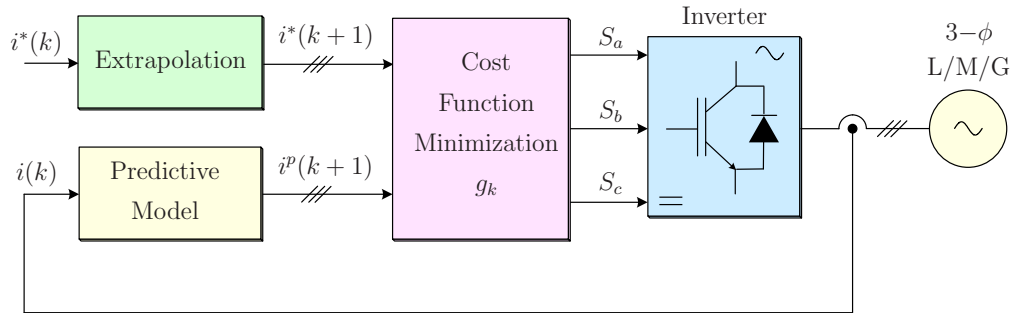 i*(k)
Extrapolation
i*(k+1)
Cost
Function
Minimization
g_k
S_a
S_b
S_c
Inverter
3−ϕ
L/M/G
i(k)
Predictive
Model
i^p(k+1)